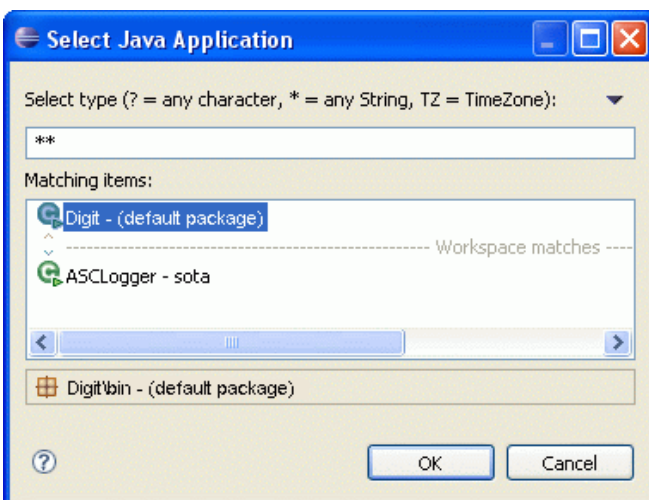 Select Java Application
Select type (? = any character, * = any String, TZ = TimeZone):
**
Matching items:
Digit - (default package)
Workspace matches
ASCLogger - sota
Digit\bin - (default package)
OK Cancel